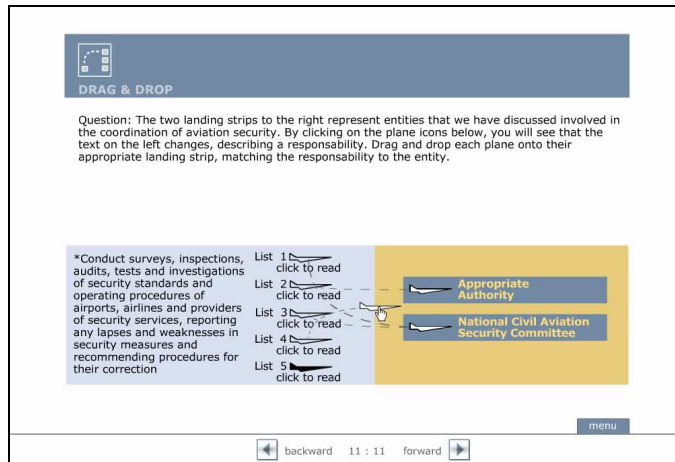 DRAG & DROP
Question: The two landing strips to the right represent entities that we have discussed involved in
the coordination of aviation security. By clicking on the plane icons below, you will see that the
text on the left changes, describing a responsability. Drag and drop each plane onto their
appropriate landing strip, matching the responsability to the entity.
*Conduct surveys, inspections,
audits, tests and investigations
of security standards and
operating procedures of
airports, airlines and providers
of security services, reporting
any lapses and weaknesses in
security measures and
recommending procedures for
their correction
List 1
click to read
List 2
click to read
List 3
click to read
List 4
click to read
List 5
click to read
Appropriate
Authority
National Civil Aviation
Security Committee
menu
backward 11 : 11 forward